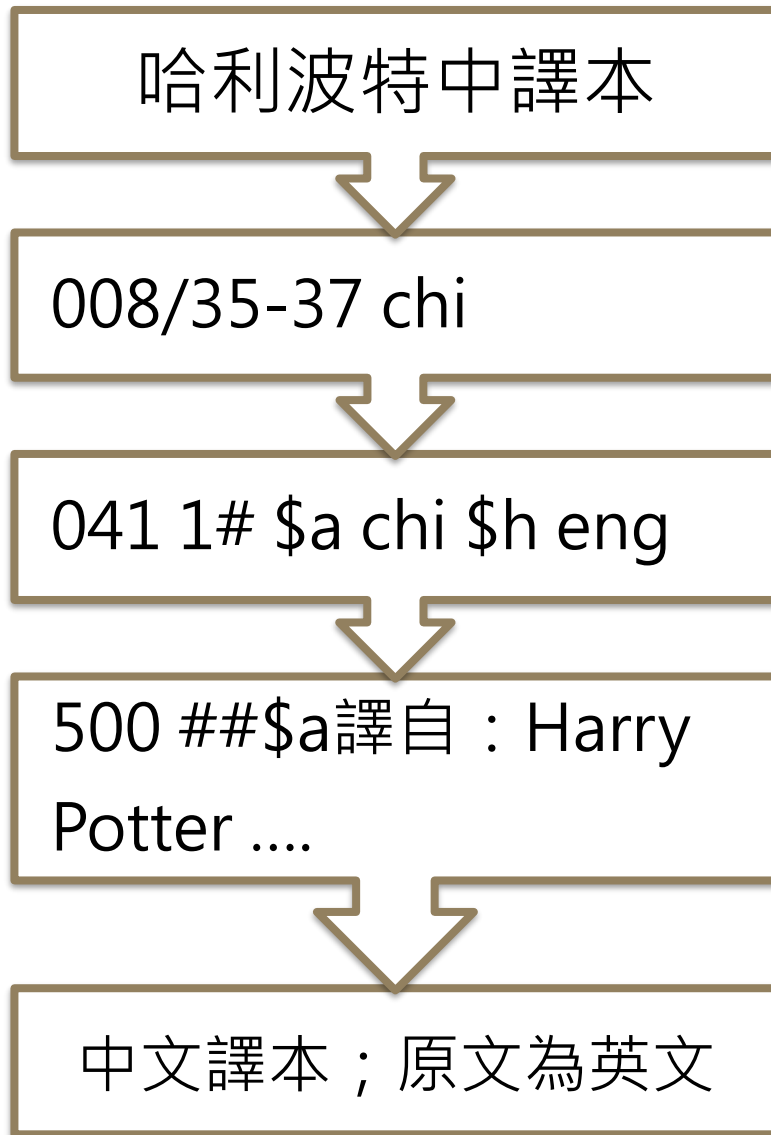 哈利波特中譯本
008/35-37 chi
041 1# $a chi $h eng
500 ##$a譯自：Harry
Potter ....
中文譯本；原文為英文